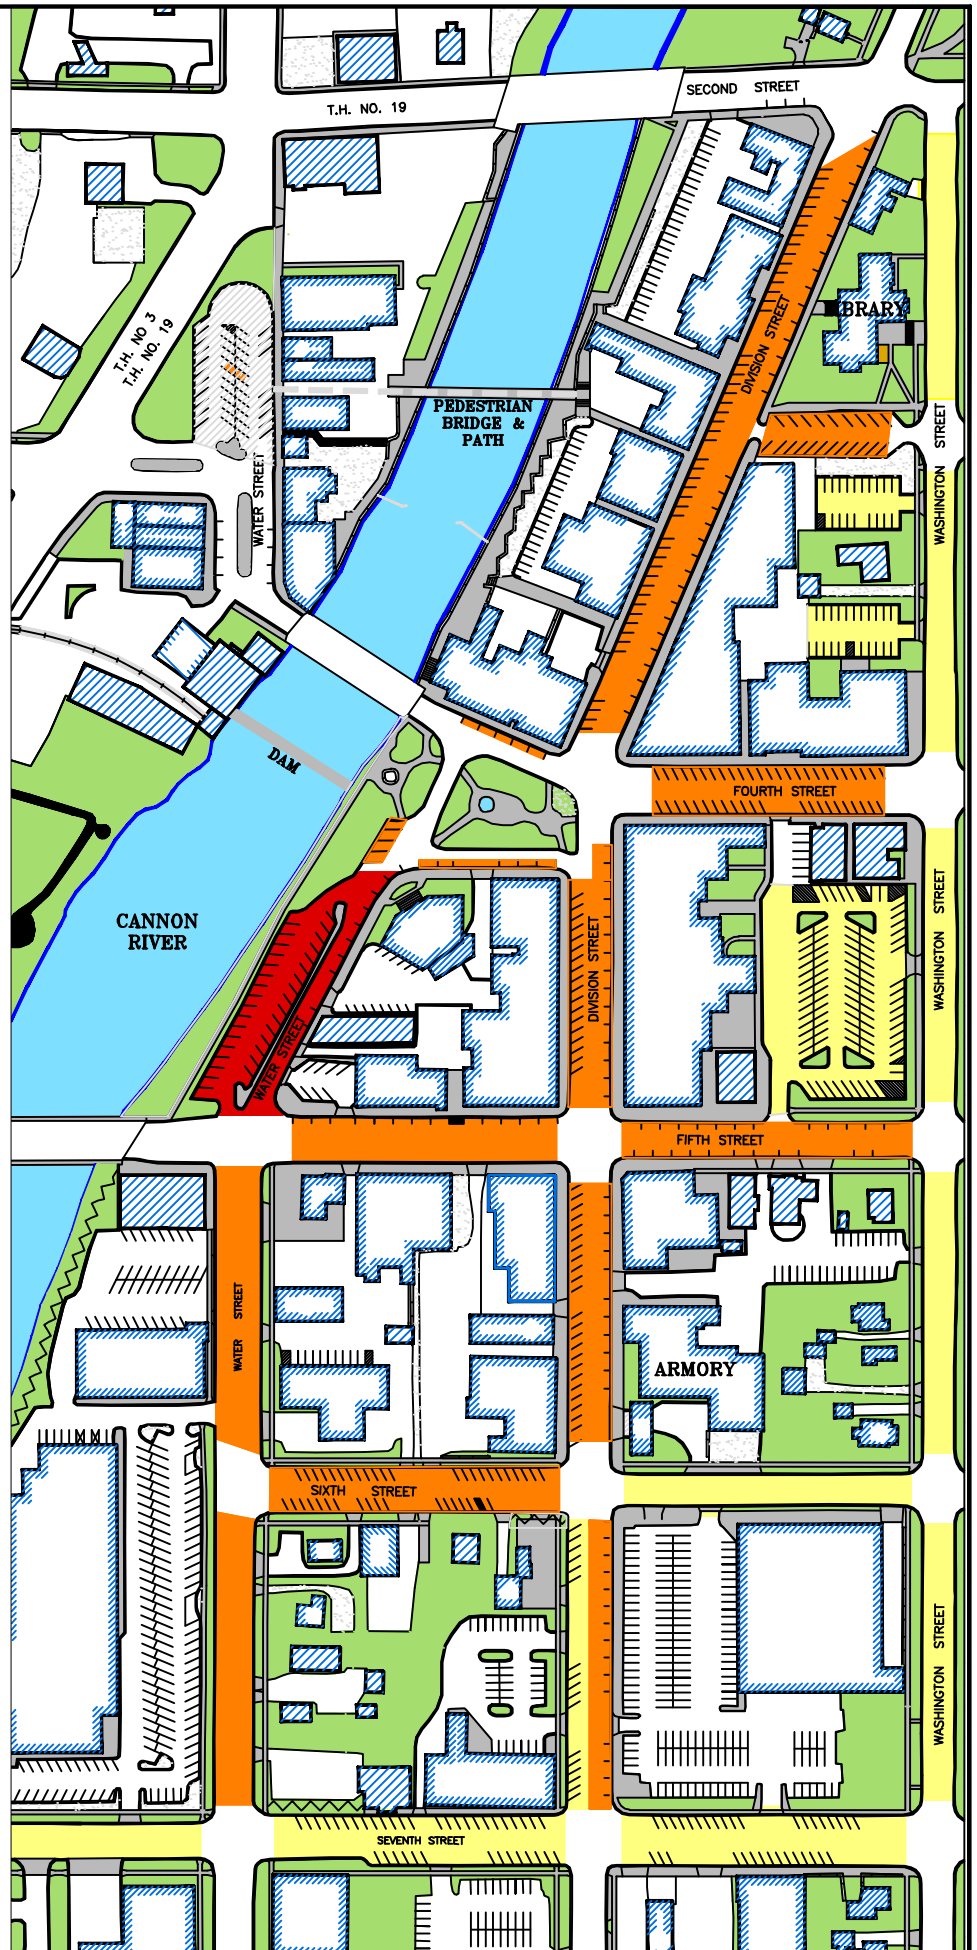 SECOND STREET
T.H. NO. 19
T.H. NO 3
T.H. NO. 19
BRARY
DIVISION STREET
PEDESTRIAN
BRIDGE &
PATH
WATER STREET
WASHINGTON STREET
DAM
FOURTH STREET
CANNON
RIVER
DIVISION STREET
WASHINGTON STREET
WATER STREET
FIFTH STREET
WATER STREET
ARMORY
SIXTH STREET
WASHINGTON STREET
SEVENTH STREET